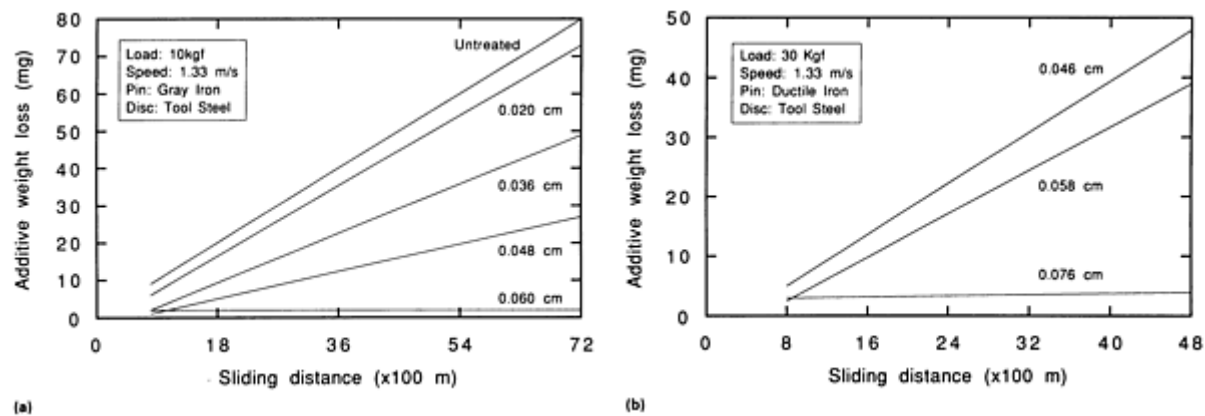 80
70
60
50
40
30
20
10
0
Additive weight loss (mg)
Load: 10kgf
Speed: 1.33 m/s
Pin: Gray Iron
Disc: Tool Steel
Untreated
0.020 cm
0.036 cm
0.048 cm
0.060 cm
0 18 36 54 72
Sliding distance (x100 m)
(a)
50
40
30
20
10
0
Additive weight loss (mg)
Load: 30 Kgf
Speed: 1.33 m/s
Pin: Ductile Iron
Disc: Tool Steel
0.046 cm
0.058 cm
0.076 cm
0 8 16 24 32 40 48
Sliding distance (x100 m)
(b)